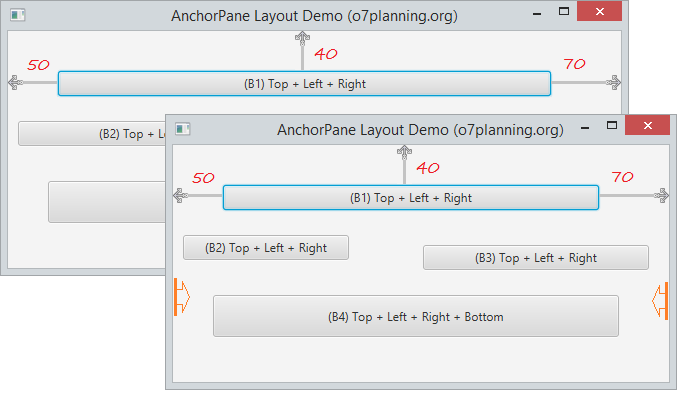 AnchorPane Layout Demo (o7planning.org)
40
50
70
(B1) Top + Left + Right
(B2) Top + Le
AnchorPane Layout Demo (o7planning.org)
40
50
70
(B1) Top + Left + Right
(B2) Top + Left + Right
(B3) Top + Left + Right
(B4) Top + Left + Right + Bottom